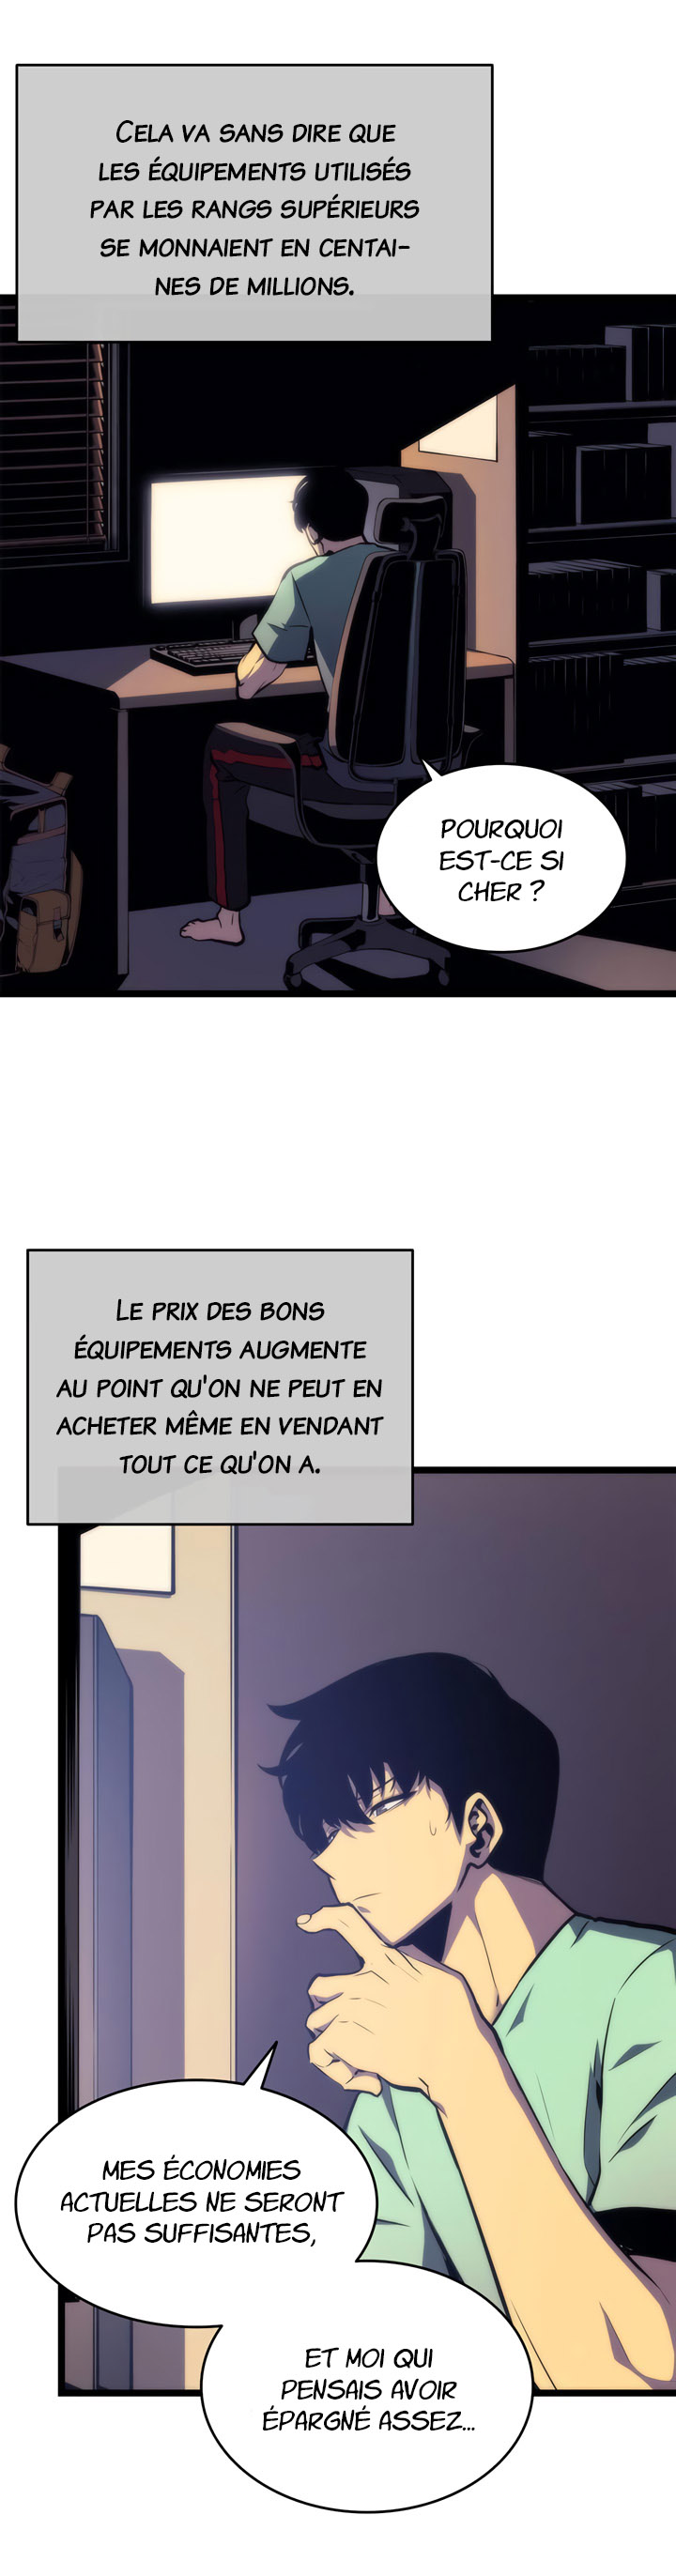 CELA VA SANS DIRE QUE
LES ÉQUIPEMENTS UTILISÉS
PAR LES RANGS SUPÉRIEURS
SE MONNAIENT EN CENTAI-
NES DE MILLIONS.
POURQUOI
EST-CE SI
CHER ?
LE PRIX DES BONS
ÉQUIPEMENTS AUGMENTE
AU POINT QU'ON NE PEUT EN
ACHETER MÊME EN VENDANT
TOUT CE QU'ON A.
MES ÉCONOMIES
ACTUELLES NE SERONT
PAS SUFFISANTES,
ET MOI QUI
PENSAIS AVOIR
ÉPARGNÉ ASSEZ...